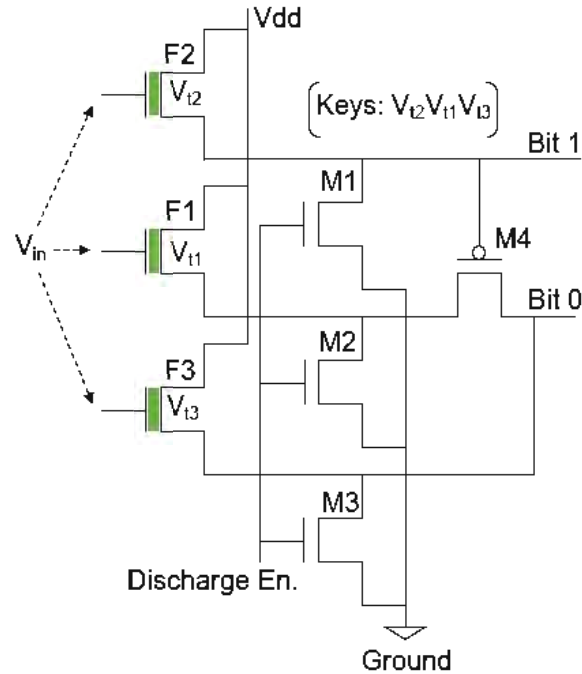 Vdd
F2
Vt2
(Keys: Vt2Vt1Vt3)
Bit 1
M1
F1
Vin
Vt1
M4
Bit 0
M2
F3
Vt3
M3
Discharge En.
Ground